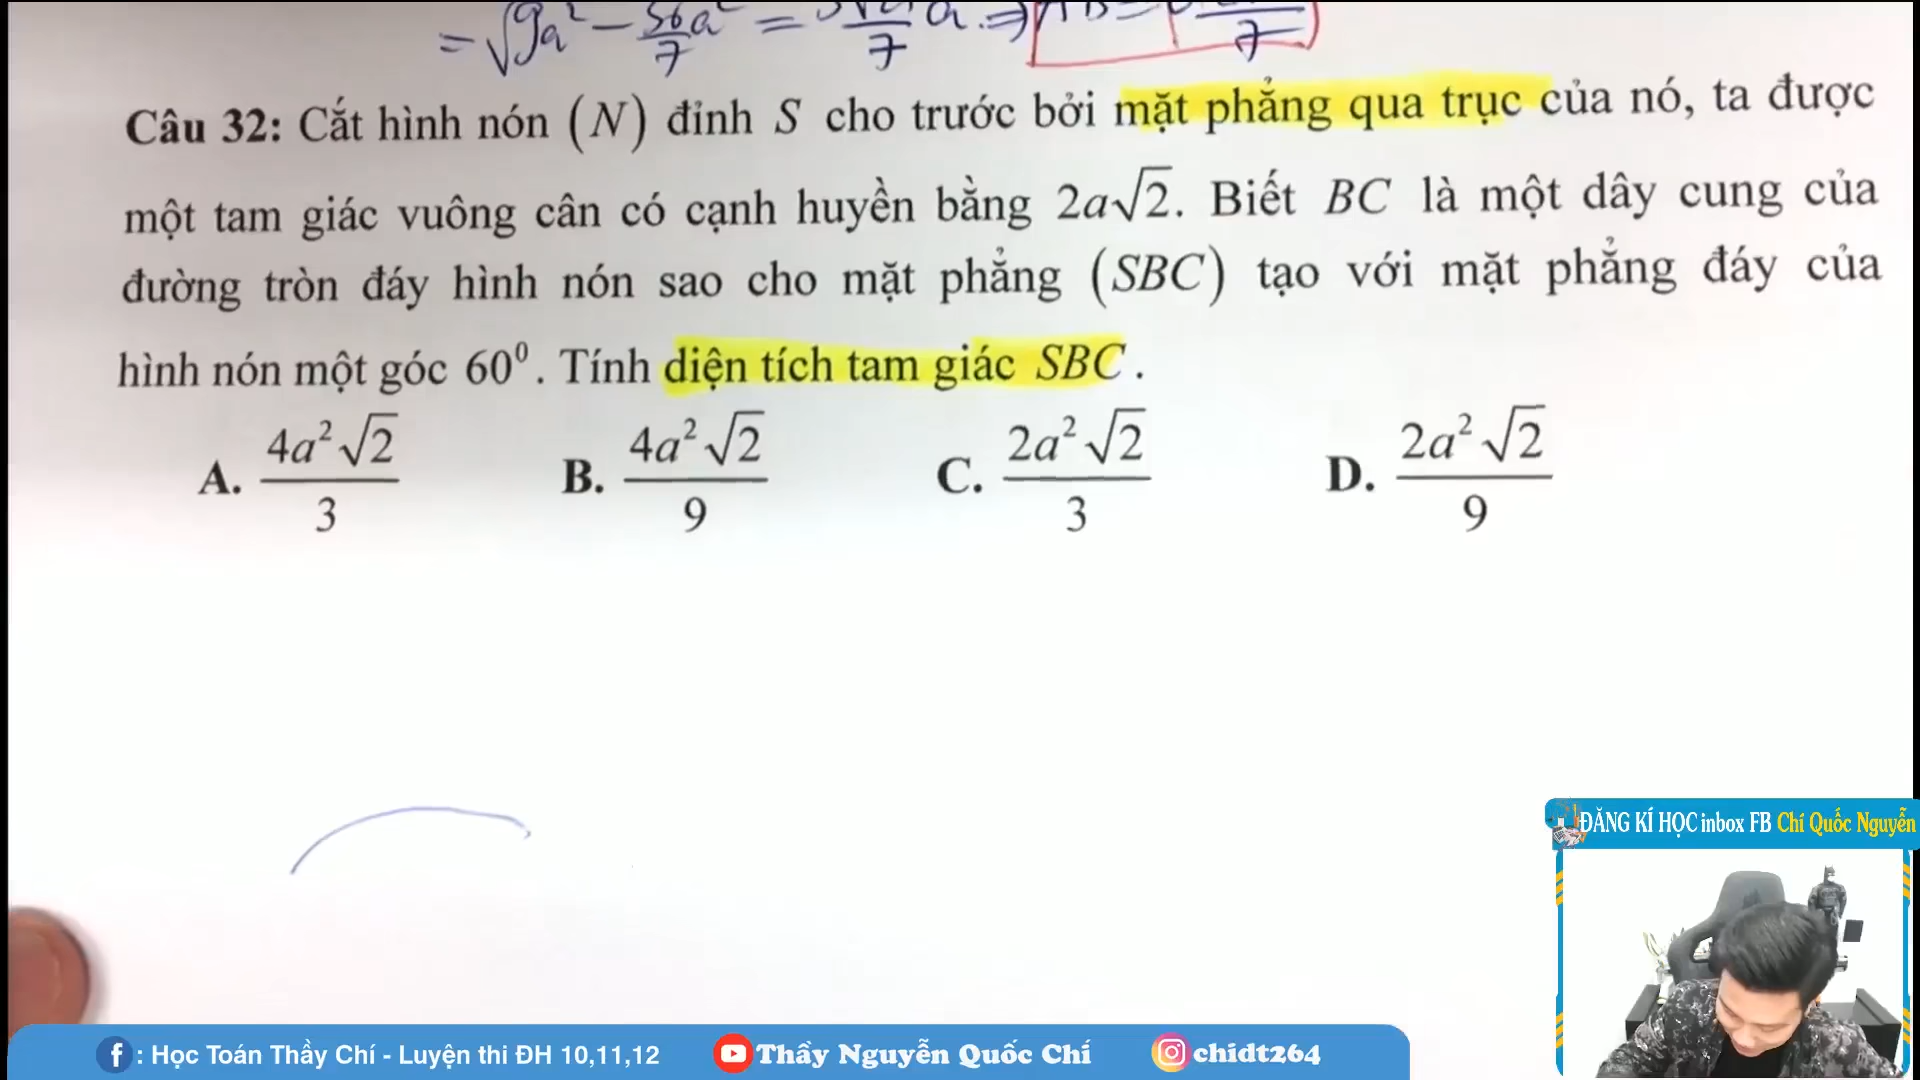 = √9a² − 36/7 a² = a. ⇒ AB =
Câu 32: Cắt hình nón (N) đỉnh S cho trước bởi mặt phẳng qua trục của nó, ta được
một tam giác vuông cân có cạnh huyền bằng 2a√2. Biết BC là một dây cung của
đường tròn đáy hình nón sao cho mặt phẳng (SBC) tạo với mặt phẳng đáy của
hình nón một góc 60⁰. Tính diện tích tam giác SBC.
A. 4a²√2/3 B. 4a²√2/9 C. 2a²√2/3 D. 2a²√2/9
ĐĂNG KÍ HỌC inbox FB Chí Quốc Nguyễn
: Học Toán Thầy Chí - Luyện thi ĐH 10,11,12 Thầy Nguyễn Quốc Chí chidt264